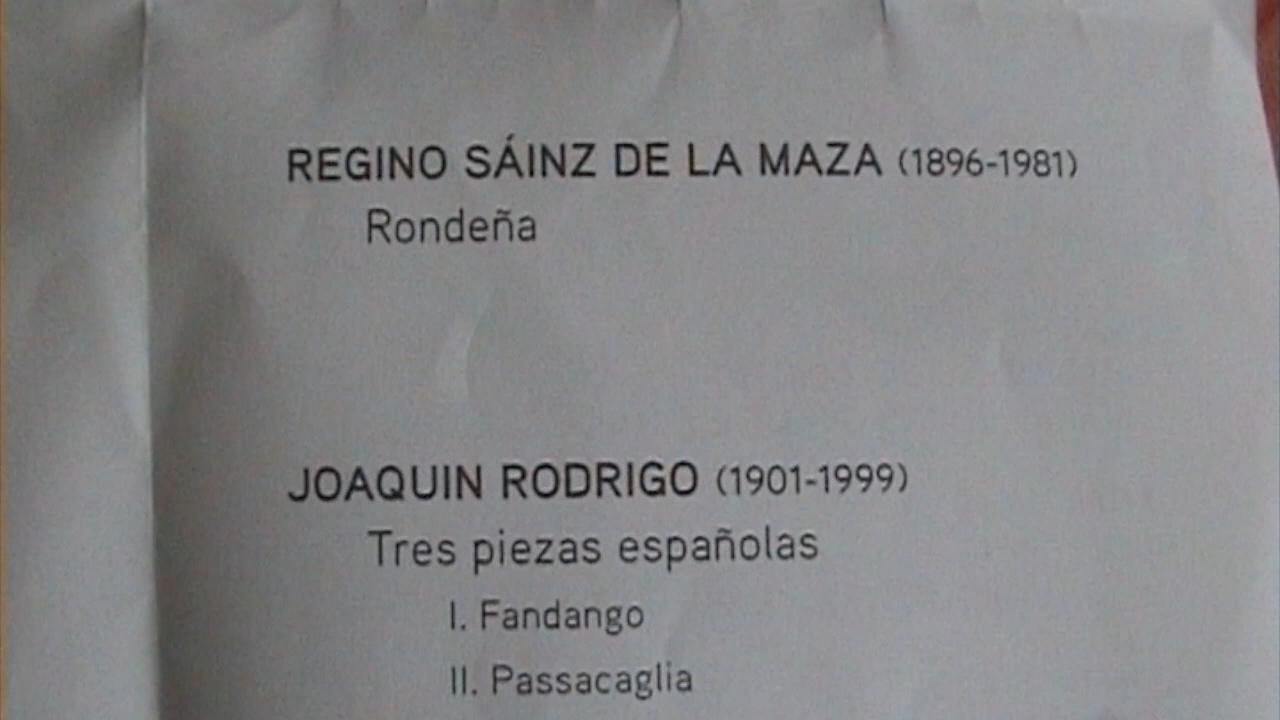 REGINO SÁINZ DE LA MAZA (1896-1981)
Rondeña
JOAQUIN RODRIGO (1901-1999)
Tres piezas españolas
I. Fandango
II. Passacaglia